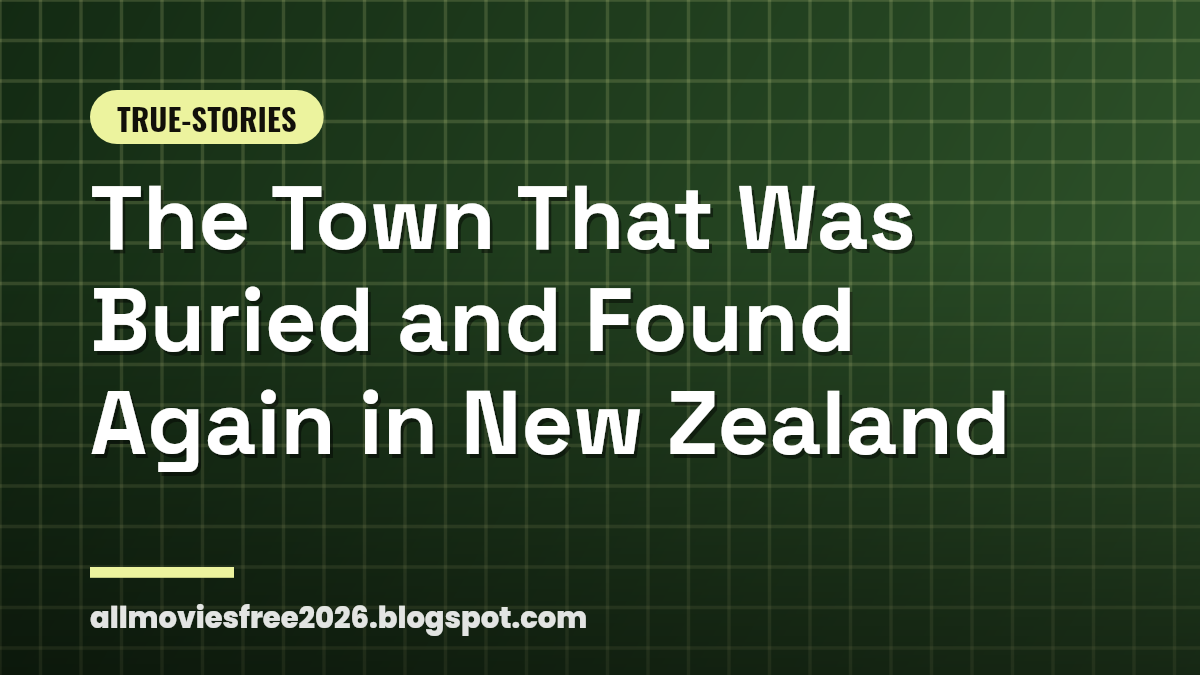 TRUE-STORIES
The Town That Was
Buried and Found
Again in New Zealand
allmoviesfree2026.blogspot.com